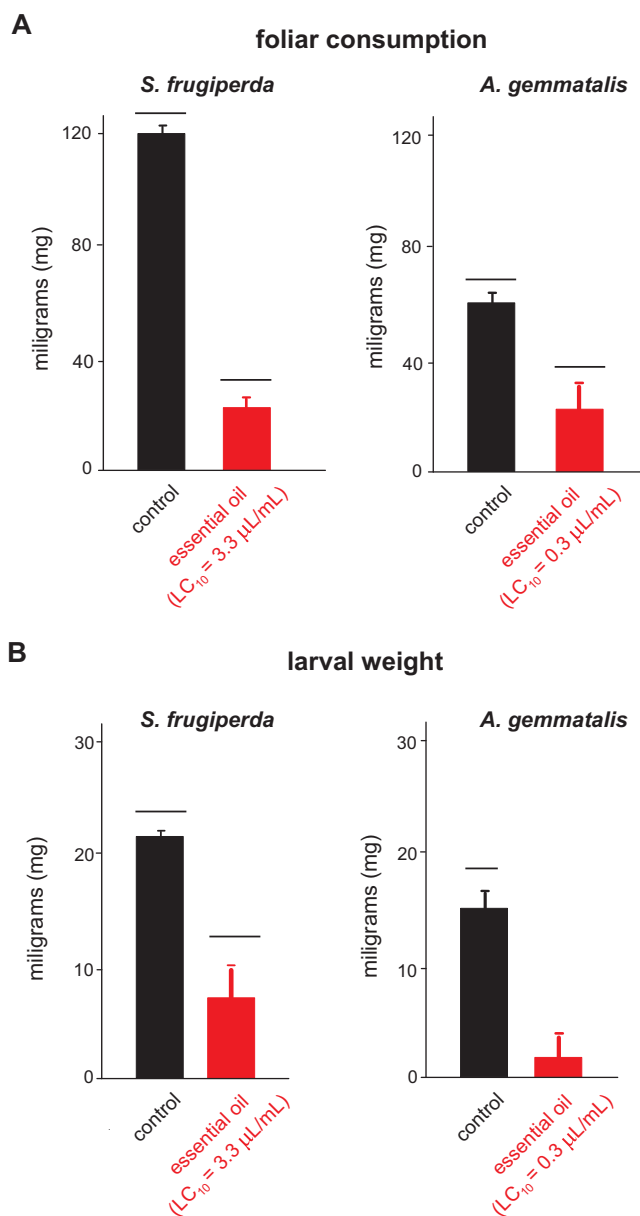 A
foliar consumption
S. frugiperda
A. gemmatalis
miligrams (mg)
120
80
40
0
control
essential oil
(LC₁₀ = 3.3 µL/mL)
miligrams (mg)
120
80
40
0
control
essential oil
(LC₁₀ = 0.3 µL/mL)
B
larval weight
S. frugiperda
A. gemmatalis
miligrams (mg)
30
20
10
0
control
essential oil
(LC₁₀ = 3.3 µL/mL)
miligrams (mg)
30
20
10
0
control
essential oil
(LC₁₀ = 0.3 µL/mL)